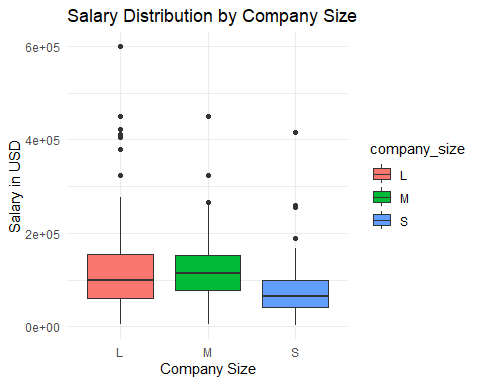 Salary Distribution by Company Size
6e+05
4e+05
2e+05
0e+00
Salary in USD
L
M
S
Company Size
company_size
L
M
S